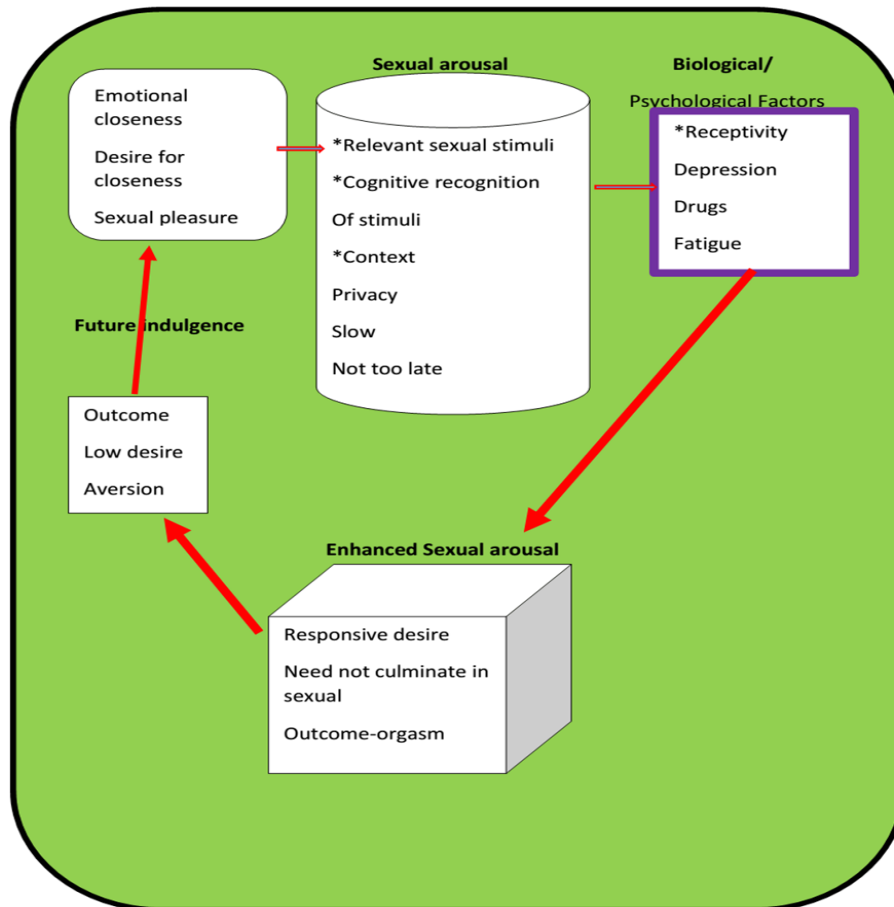 Emotional
closeness
Desire for
closeness
Sexual pleasure
Sexual arousal
*Relevant sexual stimuli
*Cognitive recognition
Of stimuli
*Context
Privacy
Slow
Not too late
Biological/
Psychological Factors
*Receptivity
Depression
Drugs
Fatigue
Future indulgence
Outcome
Low desire
Aversion
Enhanced Sexual arousal
Responsive desire
Need not culminate in
sexual
Outcome-orgasm